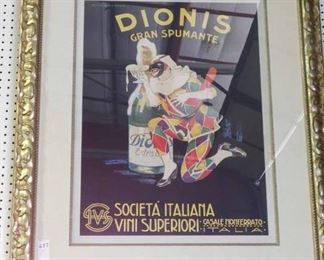 DIONIS
GRAN SPUMANTE
SOCIETÀ ITALIANA
VINI SUPERIORI
CASALE MONFERRATO
ITALIA